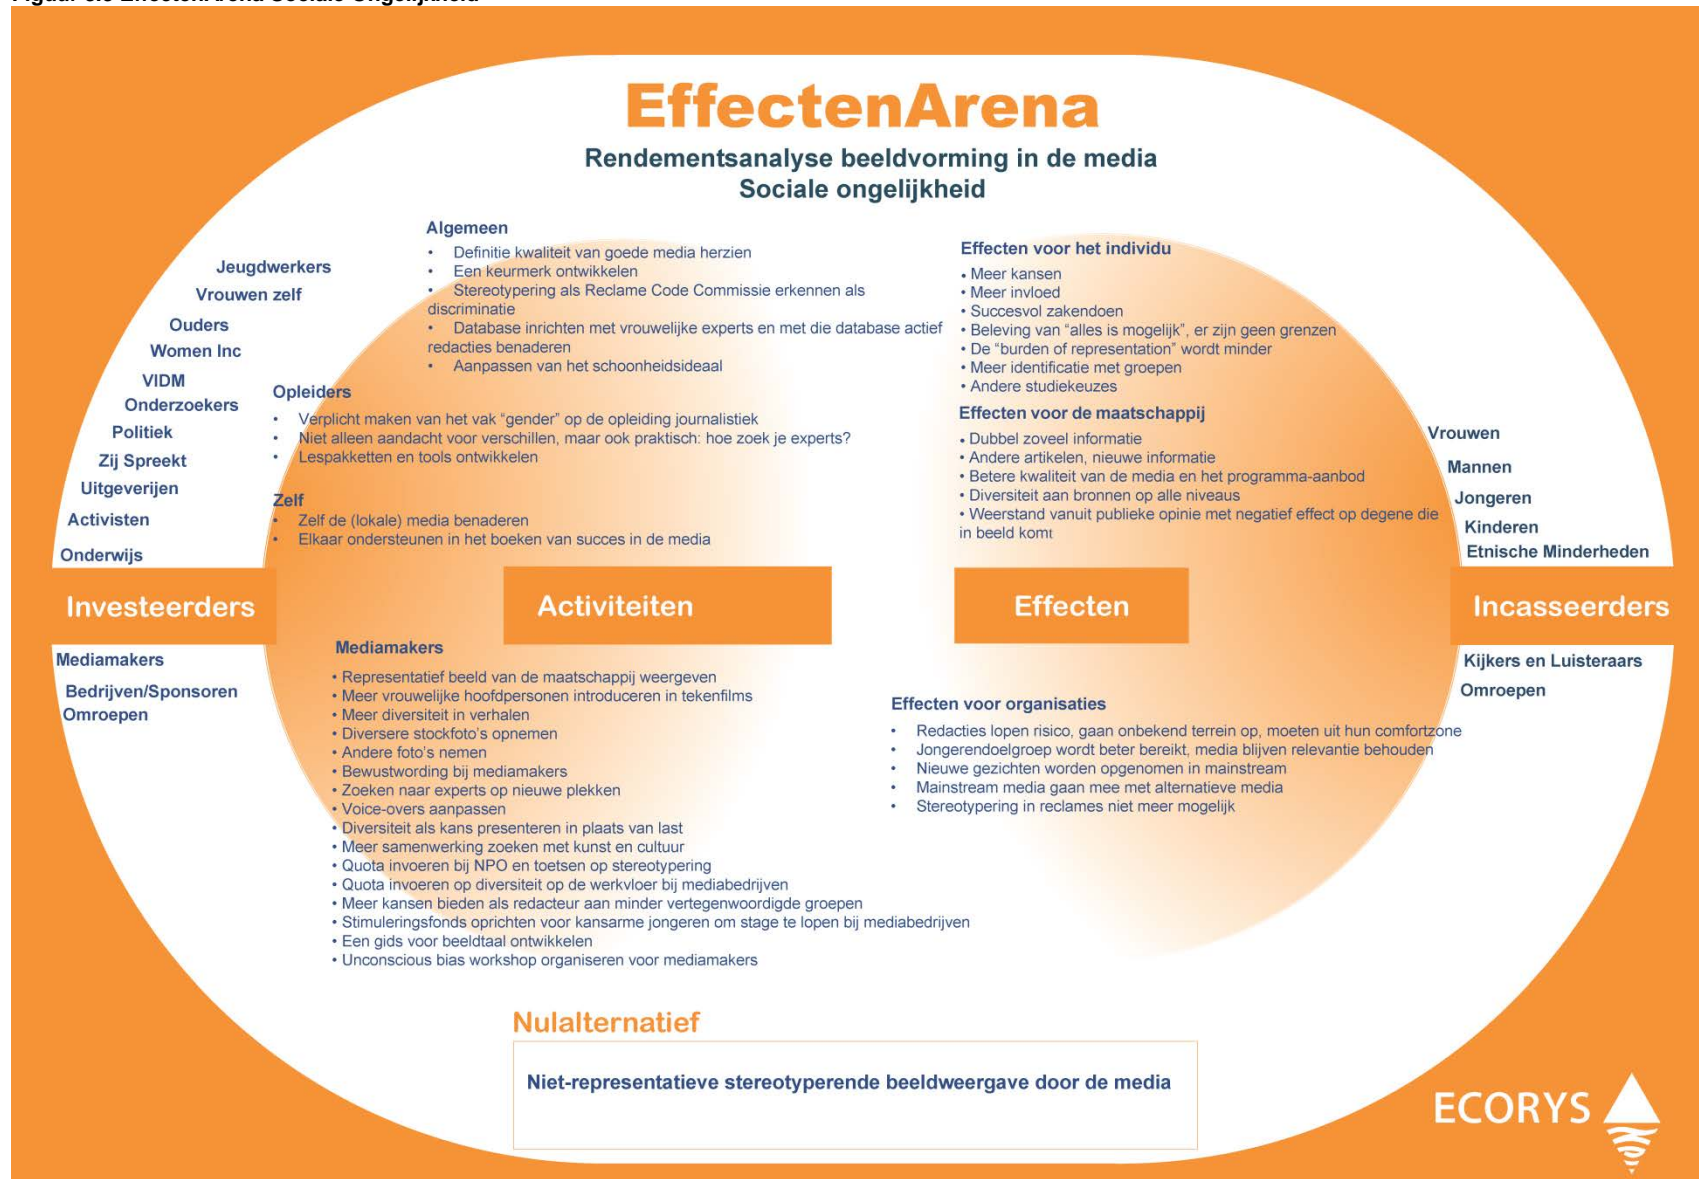 EffectenArena
Rendementsanalyse beeldvorming in de media
Sociale ongelijkheid
Jeugdwerkers
Vrouwen zelf
Ouders
Women Inc
VIDM
Onderzoekers
Politiek
Zij Spreekt
Uitgeverijen
Activisten
Onderwijs
Investeerders
Mediamakers
Bedrijven/Sponsoren
Omroepen
Algemeen
• Definitie kwaliteit van goede media herzien
• Een keurmerk ontwikkelen
• Stereotypering als Reclame Code Commissie erkennen als
discriminatie
• Database inrichten met vrouwelijke experts en met die database actief
redacties benaderen
• Aanpassen van het schoonheidsideaal
Opleiders
• Verplicht maken van het vak “gender” op de opleiding journalistiek
• Niet alleen aandacht voor verschillen, maar ook praktisch: hoe zoek je experts?
• Lespakketten en tools ontwikkelen
Zelf
• Zelf de (lokale) media benaderen
• Elkaar ondersteunen in het boeken van succes in de media
Activiteiten
Mediamakers
• Representatief beeld van de maatschappij weergeven
• Meer vrouwelijke hoofdpersonen introduceren in tekenfilms
• Meer diversiteit in verhalen
• Diversere stockfoto’s opnemen
• Andere foto’s nemen
• Bewustwording bij mediamakers
• Zoeken naar experts op nieuwe plekken
• Voice-overs aanpassen
• Diversiteit als kans presenteren in plaats van last
• Meer samenwerking zoeken met kunst en cultuur
• Quota invoeren bij NPO en toetsen op stereotypering
• Quota invoeren op diversiteit op de werkvloer bij mediabedrijven
• Meer kansen bieden als redacteur aan minder vertegenwoordigde groepen
• Stimuleringsfonds oprichten voor kansarme jongeren om stage te lopen bij mediabedrijven
• Een gids voor beeldtaal ontwikkelen
• Unconscious bias workshop organiseren voor mediamakers
Effecten voor het individu
• Meer kansen
• Meer invloed
• Succesvol zakendoen
• Beleving van “alles is mogelijk”, er zijn geen grenzen
• De “burden of representation” wordt minder
• Meer identificatie met groepen
• Andere studiekeuzes
Effecten voor de maatschappij
• Dubbel zoveel informatie
• Andere artikelen, nieuwe informatie
• Betere kwaliteit van de media en het programma-aanbod
• Diversiteit aan bronnen op alle niveaus
• Weerstand vanuit publieke opinie met negatief effect op degene die
in beeld komt
Effecten
Effecten voor organisaties
• Redacties lopen risico, gaan onbekend terrein op, moeten uit hun comfortzone
• Jongerendoelgroep wordt beter bereikt, media blijven relevantie behouden
• Nieuwe gezichten worden opgenomen in mainstream
• Mainstream media gaan mee met alternatieve media
• Stereotypering in reclames niet meer mogelijk
Vrouwen
Mannen
Jongeren
Kinderen
Etnische Minderheden
Incasseerders
Kijkers en Luisteraars
Omroepen
Nulalternatief
Niet-representatieve stereotyperende beeldweergave door de media
ECORYS